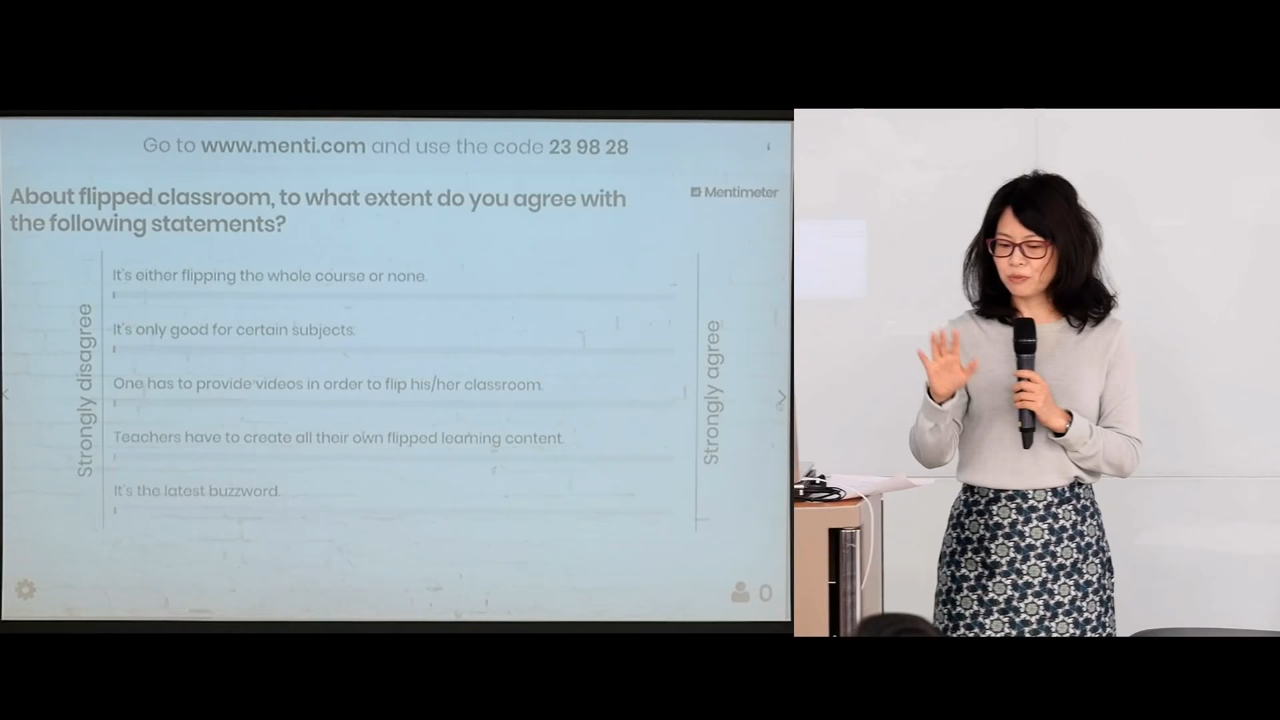 Go to www.menti.com and use the code 23 98 28
Mentimeter
About flipped classroom, to what extent do you agree with
the following statements?
Strongly disagree
It's either flipping the whole course or none.
It's only good for certain subjects.
One has to provide videos in order to flip his/her classroom.
Teachers have to create all their own flipped learning content.
It's the latest buzzword.
Strongly agree
0